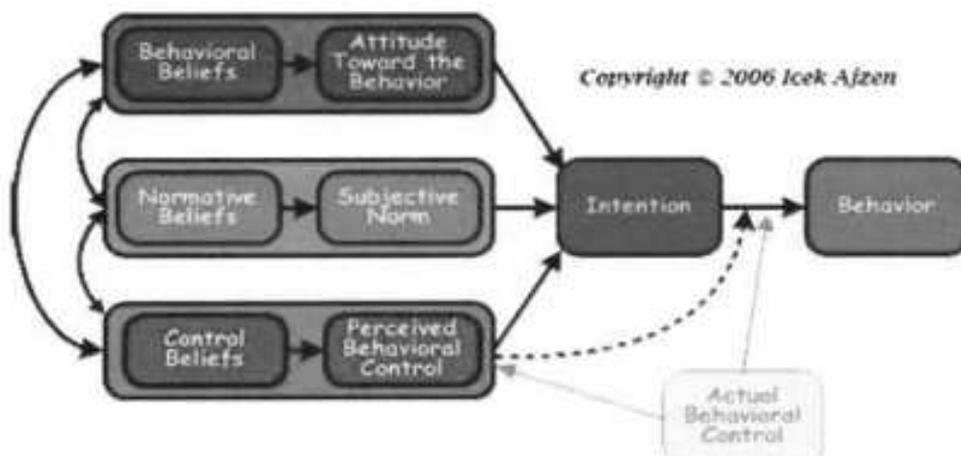 Behavioral
Beliefs
Attitude
Toward the
Behavior
Copyright © 2006 Icek Ajzen
Normative
Beliefs
Subjective
Norm
Intention
Behavior
Control
Beliefs
Perceived
Behavioral
Control
Actual
Behavioral
Control